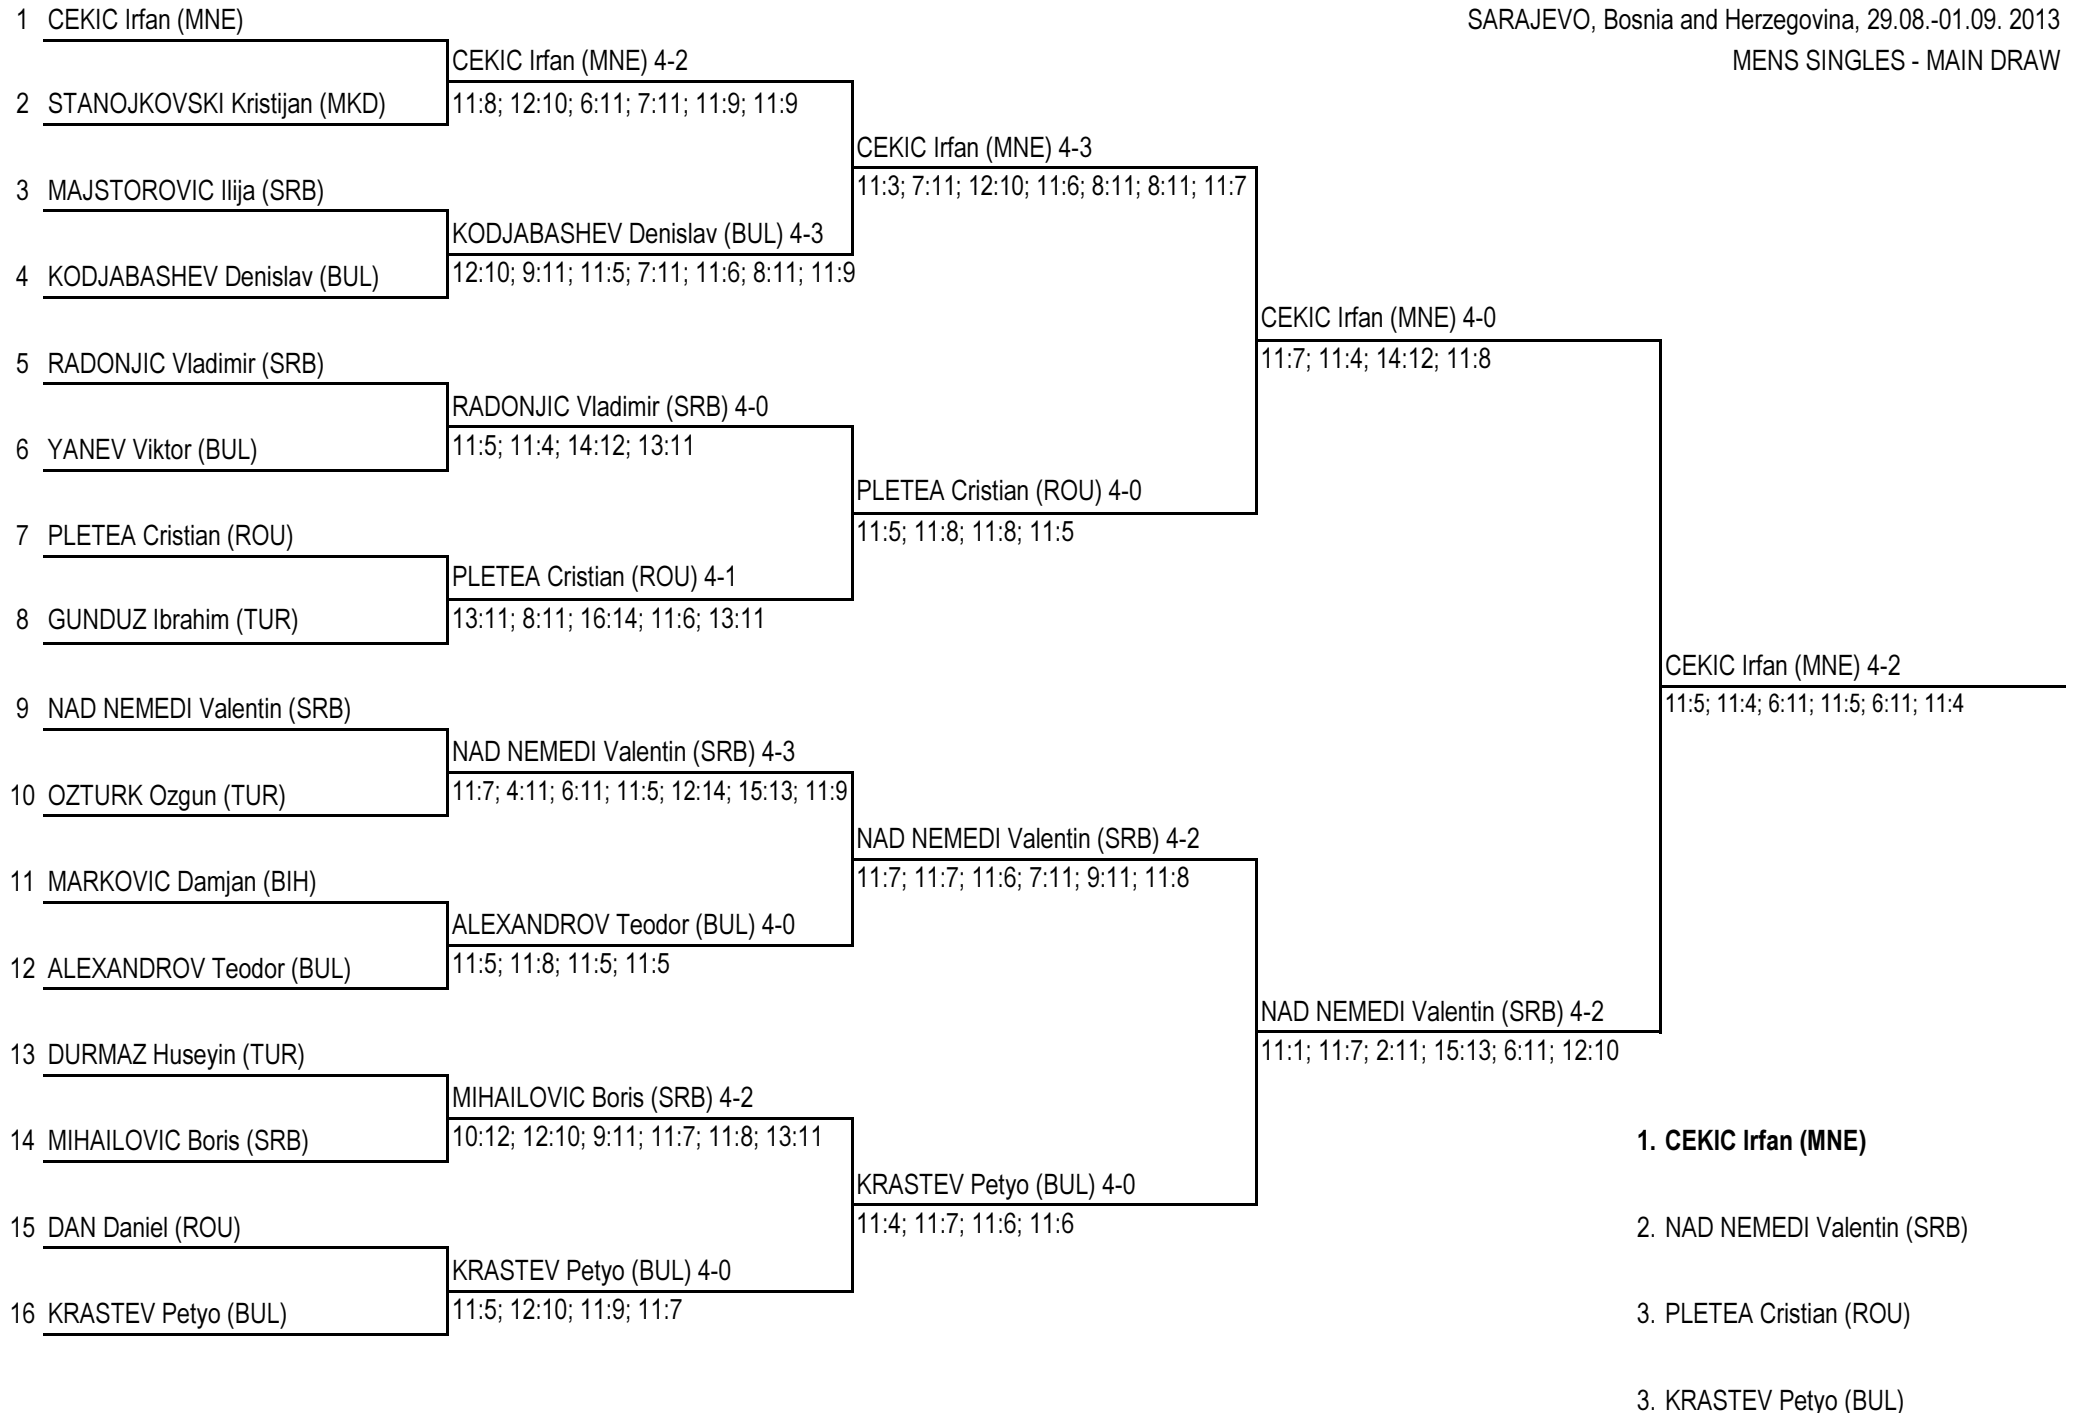 SARAJEVO, Bosnia and Herzegovina, 29.08.-01.09. 2013
MENS SINGLES - MAIN DRAW
1 CEKIC Irfan (MNE)
CEKIC Irfan (MNE) 4-2
2 STANOJKOVSKI Kristijan (MKD)
11:8; 12:10; 6:11; 7:11; 11:9; 11:9
CEKIC Irfan (MNE) 4-3
3 MAJSTOROVIC Ilija (SRB)
11:3; 7:11; 12:10; 11:6; 8:11; 8:11; 11:7
KODJABASHEV Denislav (BUL) 4-3
4 KODJABASHEV Denislav (BUL)
12:10; 9:11; 11:5; 7:11; 11:6; 8:11; 11:9
CEKIC Irfan (MNE) 4-0
5 RADONJIC Vladimir (SRB)
11:7; 11:4; 14:12; 11:8
RADONJIC Vladimir (SRB) 4-0
6 YANEV Viktor (BUL)
11:5; 11:4; 14:12; 13:11
PLETEA Cristian (ROU) 4-0
7 PLETEA Cristian (ROU)
11:5; 11:8; 11:8; 11:5
PLETEA Cristian (ROU) 4-1
8 GUNDUZ Ibrahim (TUR)
13:11; 8:11; 16:14; 11:6; 13:11
CEKIC Irfan (MNE) 4-2
9 NAD NEMEDI Valentin (SRB)
11:5; 11:4; 6:11; 11:5; 6:11; 11:4
NAD NEMEDI Valentin (SRB) 4-3
10 OZTURK Ozgun (TUR)
11:7; 4:11; 6:11; 11:5; 12:14; 15:13; 11:9
NAD NEMEDI Valentin (SRB) 4-2
11 MARKOVIC Damjan (BIH)
11:7; 11:7; 11:6; 7:11; 9:11; 11:8
ALEXANDROV Teodor (BUL) 4-0
12 ALEXANDROV Teodor (BUL)
11:5; 11:8; 11:5; 11:5
NAD NEMEDI Valentin (SRB) 4-2
13 DURMAZ Huseyin (TUR)
11:1; 11:7; 2:11; 15:13; 6:11; 12:10
MIHAILOVIC Boris (SRB) 4-2
14 MIHAILOVIC Boris (SRB)
10:12; 12:10; 9:11; 11:7; 11:8; 13:11
1. CEKIC Irfan (MNE)
KRASTEV Petyo (BUL) 4-0
15 DAN Daniel (ROU)
11:4; 11:7; 11:6; 11:6
2. NAD NEMEDI Valentin (SRB)
KRASTEV Petyo (BUL) 4-0
16 KRASTEV Petyo (BUL)
11:5; 12:10; 11:9; 11:7
3. PLETEA Cristian (ROU)
3. KRASTEV Petyo (BUL)